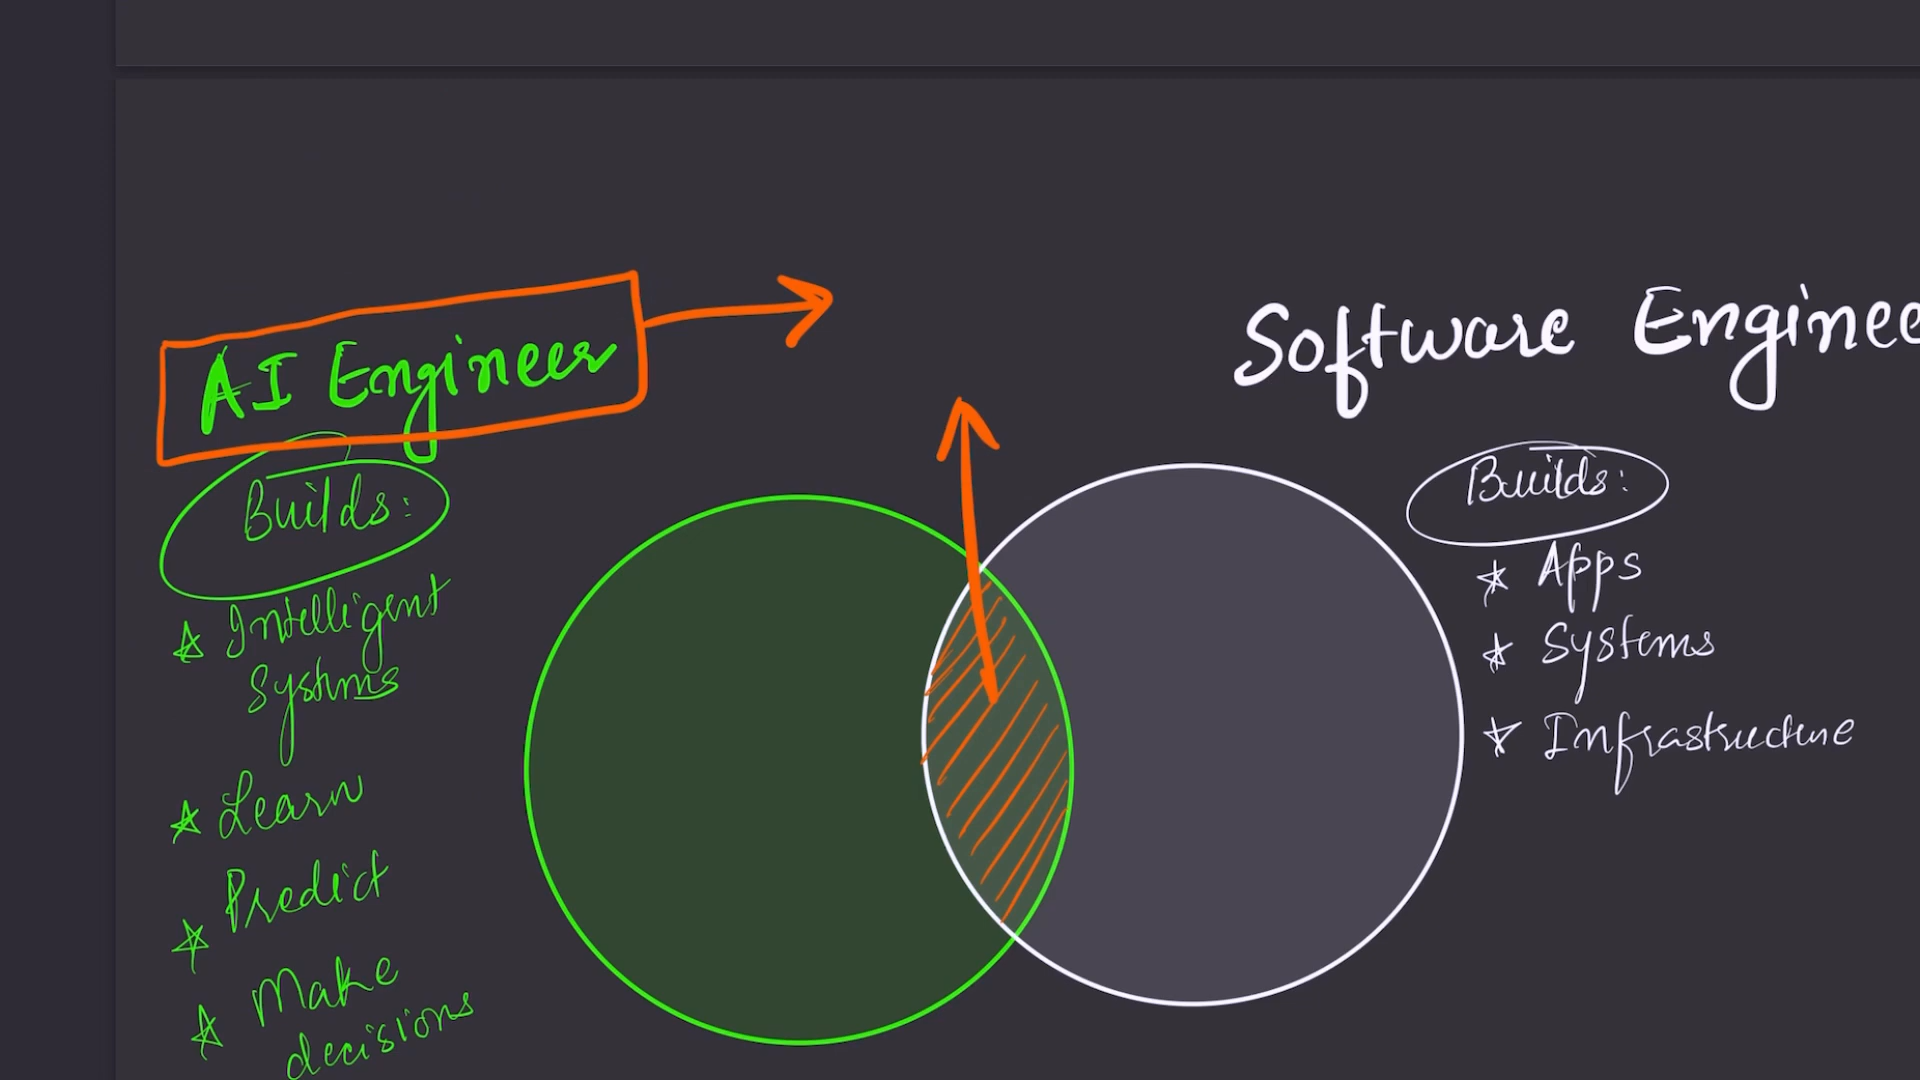 AI Engineer
Builds:
Intelligent
Systems
Learn
Predict
Make
decisions
Software Enginee
Builds:
Apps
Systems
Infrastructure